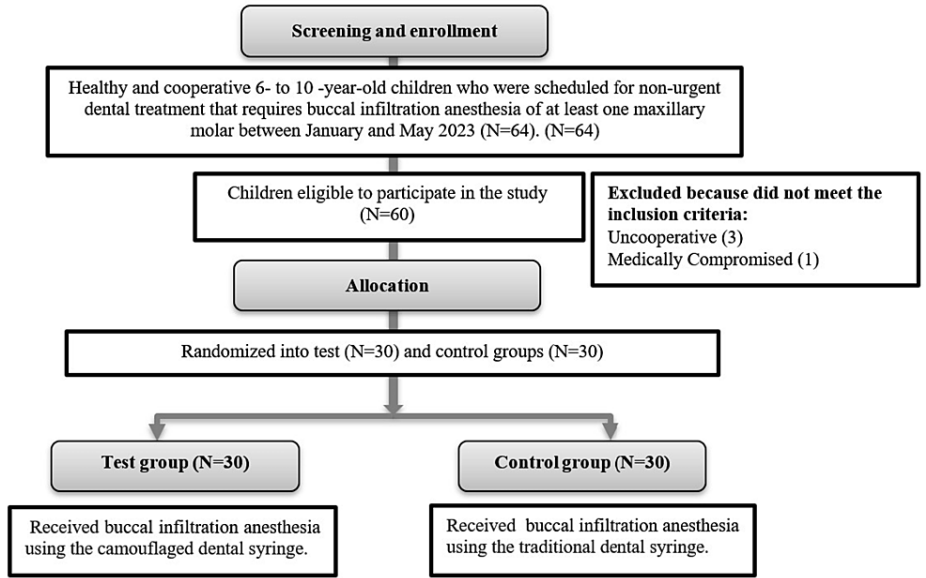 Screening and enrollment
Healthy and cooperative 6- to 10 -year-old children who were scheduled for non-urgent
dental treatment that requires buccal infiltration anesthesia of at least one maxillary
molar between January and May 2023 (N=64). (N=64)
Children eligible to participate in the study
(N=60)
Excluded because did not meet the
inclusion criteria:
Uncooperative (3)
Medically Compromised (1)
Allocation
Randomized into test (N=30) and control groups (N=30)
Test group (N=30)
Control group (N=30)
Received buccal infiltration anesthesia
using the camouflaged dental syringe.
Received  buccal infiltration anesthesia
using the traditional dental syringe.